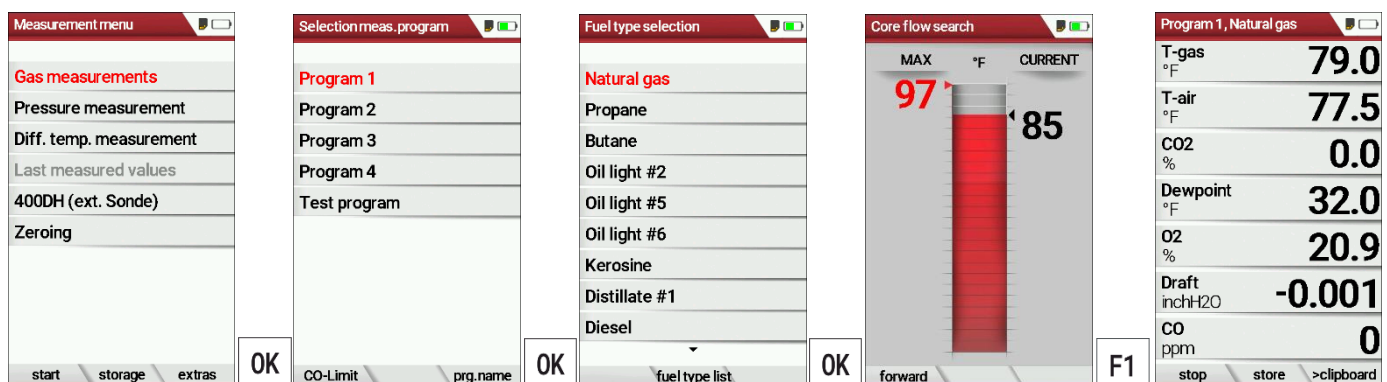 Measurement menu
Gas measurements
Pressure measurement
Diff. temp. measurement
Last measured values
400DH (ext. Sonde)
Zeroing
start storage extras
OK
Selection meas.program
Program 1
Program 2
Program 3
Program 4
Test program
CO-Limit prg.name
OK
Fuel type selection
Natural gas
Propane
Butane
Oil light #2
Oil light #5
Oil light #6
Kerosine
Distillate #1
Diesel
fuel type list
OK
Core flow search
MAX °F CURRENT
97
85
forward
F1
Program 1, Natural gas
T-gas
°F
79.0
T-air
°F
77.5
CO2
%
0.0
Dewpoint
°F
32.0
O2
%
20.9
Draft
inchH2O
-0.001
CO
ppm
0
stop store >clipboard